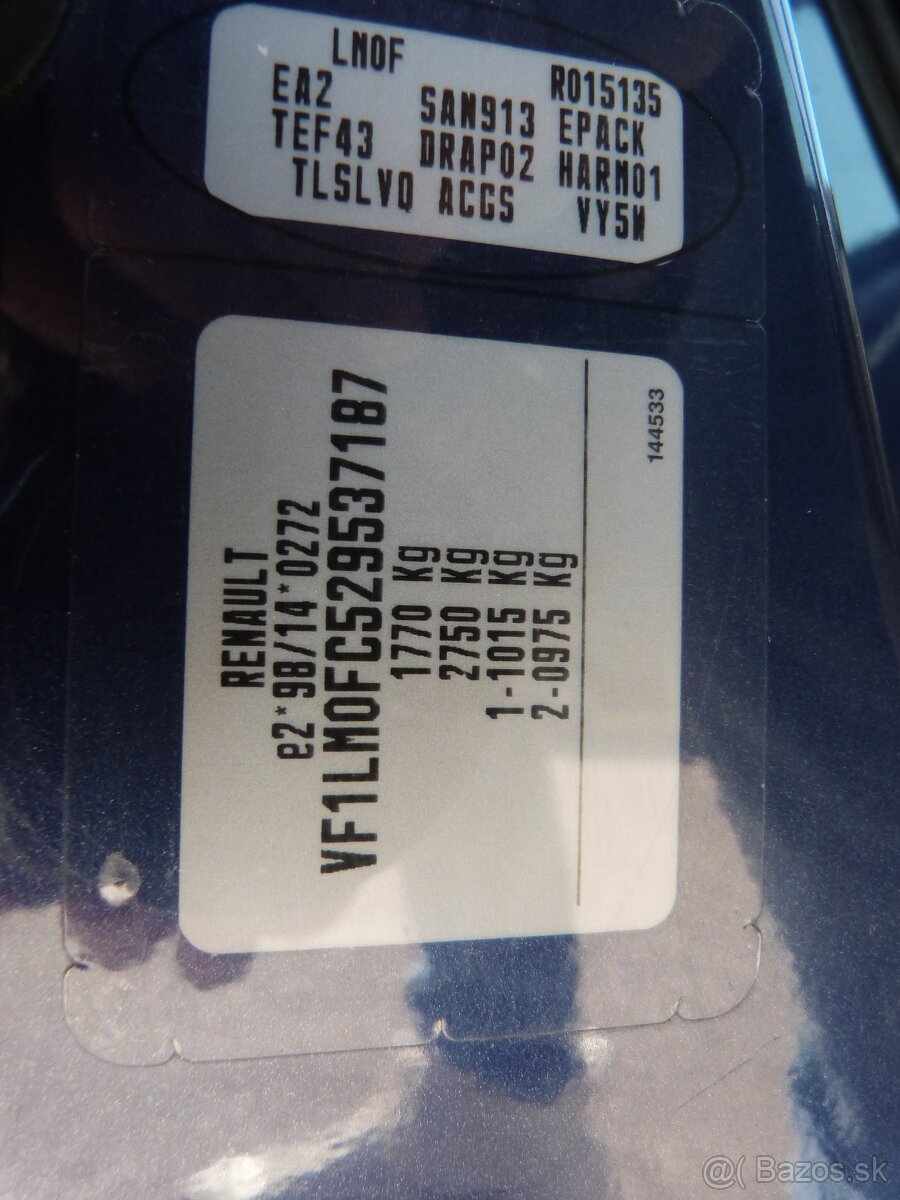 LM0F R015135
EA2 SAN913 EPACK
TEF43 DRAP02 HARM01
TLSLVQ ACCS VY5W
RENAULT
e2*98/14*0272
VF1LM0FC529537187
1770 Kg
2750 Kg
1-1015 Kg
2-0975 Kg
144533
@( Bazos.sk